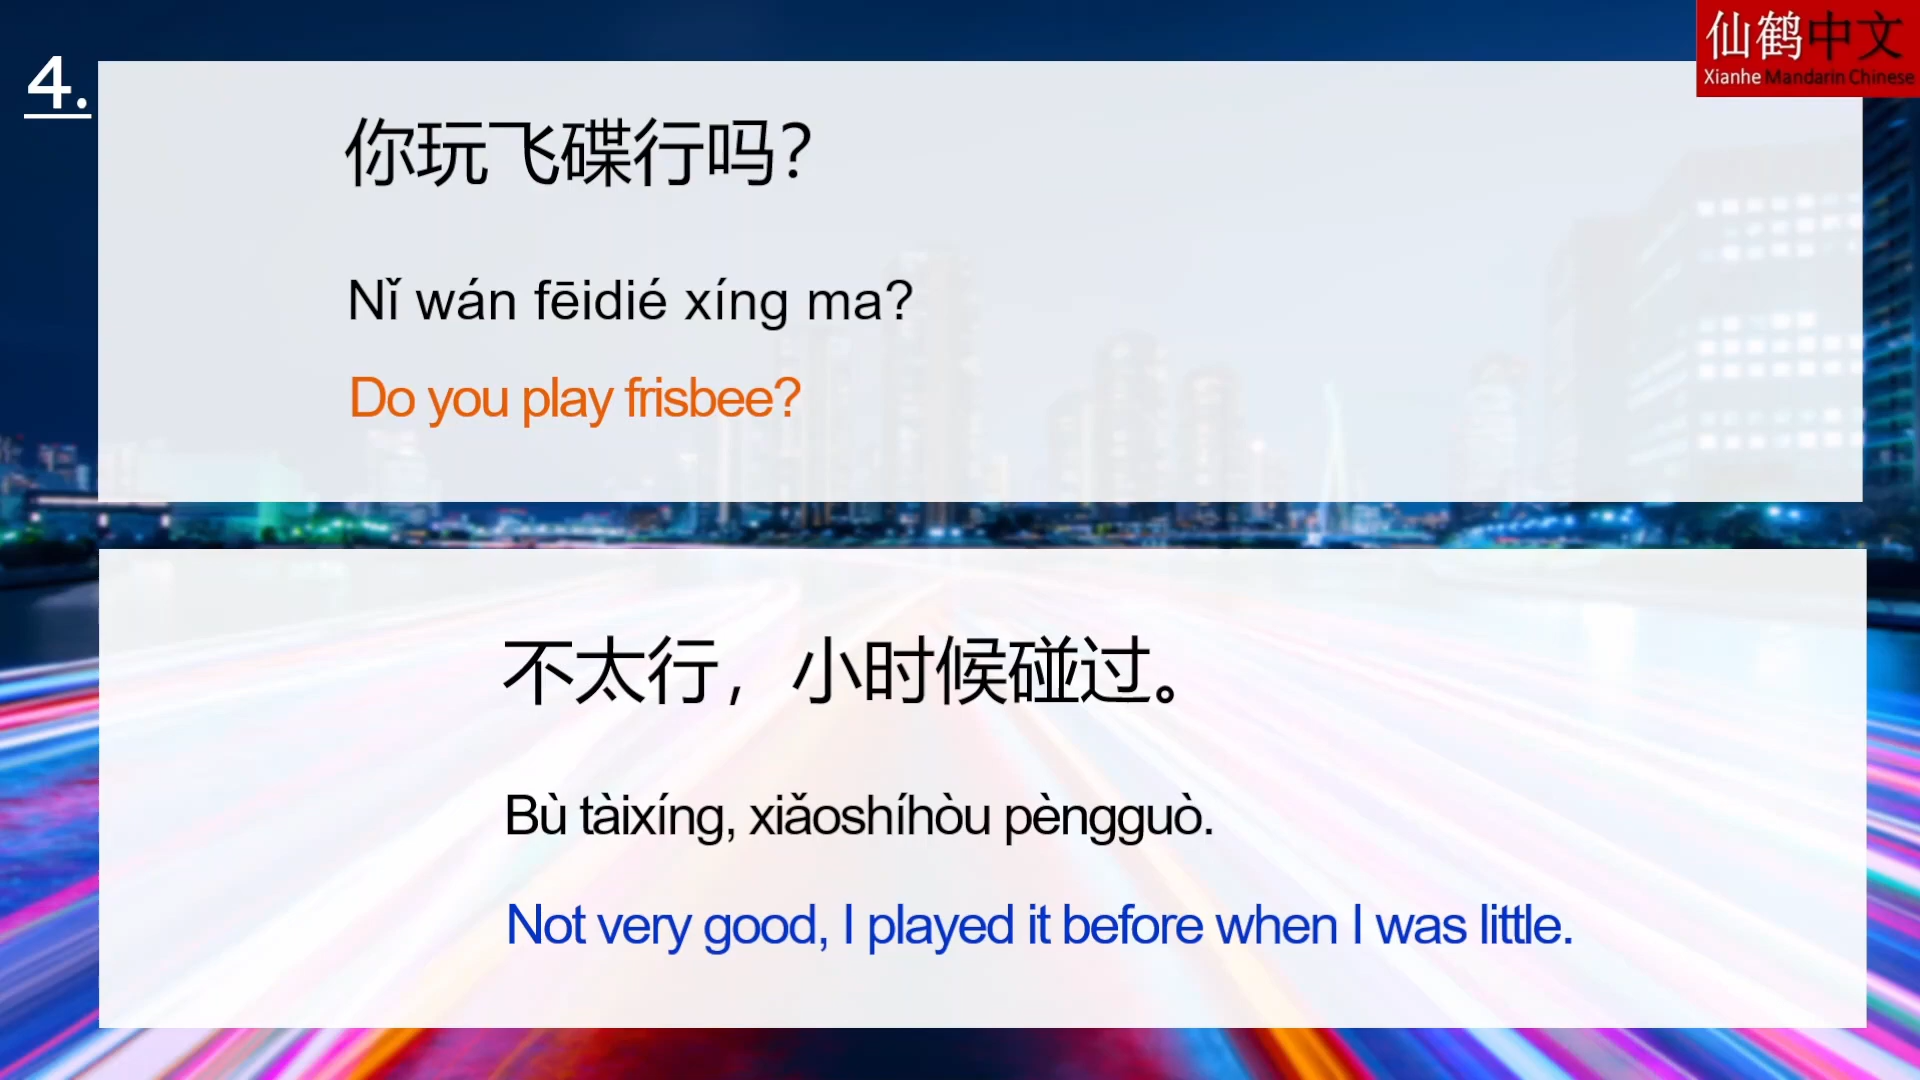 仙鹤中文
Xianhe Mandarin Chinese
4.
你玩飞碟行吗?
Nǐ wán fēidié xíng ma?
Do you play frisbee?
不太行，小时候碰过。
Bù tàixíng, xiǎoshíhòu pèngguò.
Not very good, I played it before when I was little.